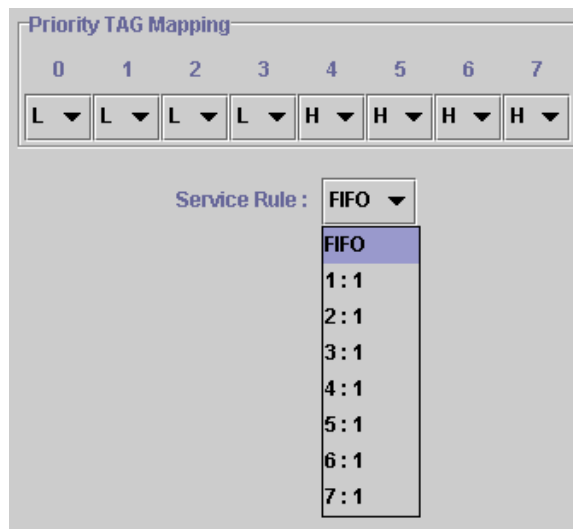 Priority TAG Mapping
0 1 2 3 4 5 6 7
L L L L H H H H
Service Rule : FIFO
FIFO
1 : 1
2 : 1
3 : 1
4 : 1
5 : 1
6 : 1
7 : 1